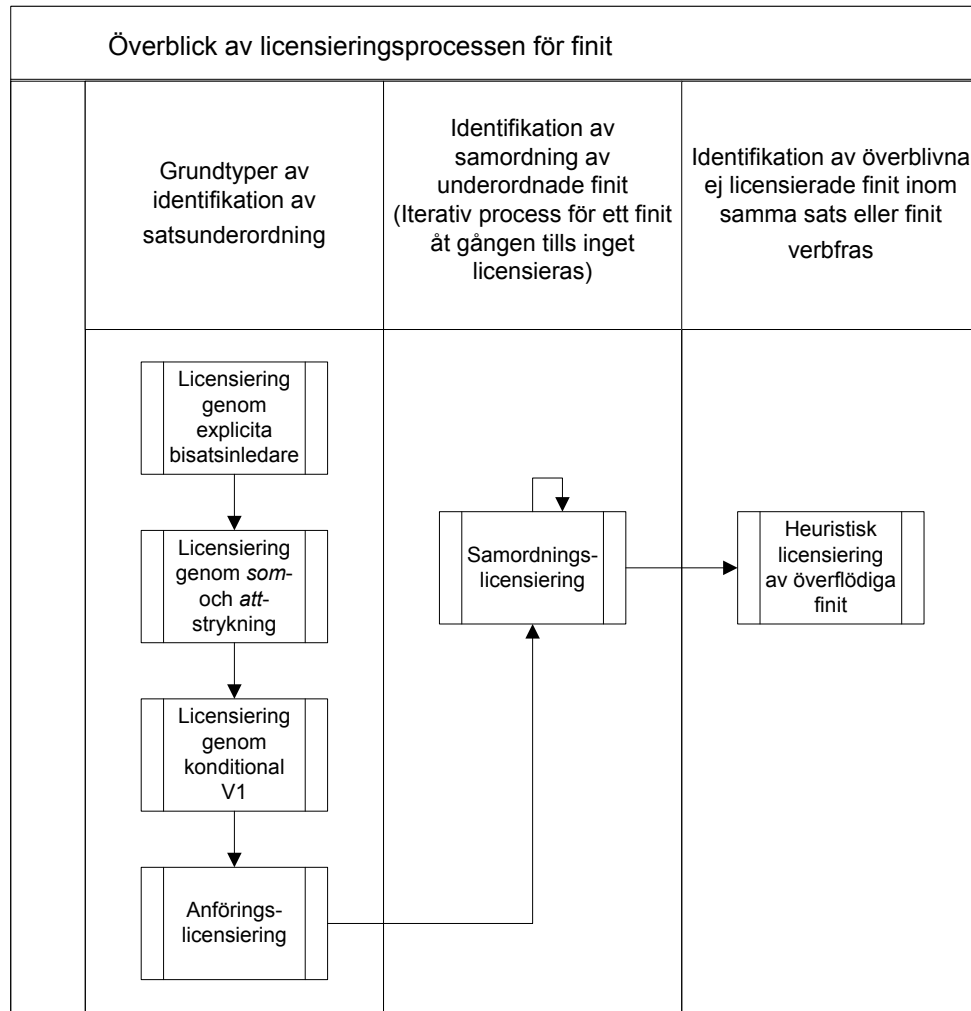 Överblick av licensieringsprocessen för finit
Grundtyper av
identifikation av
satsunderordning
Identifikation av
samordning av
underordnade finit
(Iterativ process för ett finit
åt gången tills inget
licensieras)
Identifikation av överblivna
ej licensierade finit inom
samma sats eller finit
verbfras
Licensiering
genom
explicita
bisatsinledare
Licensiering
genom som-
och att-
strykning
Licensiering
genom
konditional
V1
Anförings-
licensiering
Samordnings-
licensiering
Heuristisk
licensiering
av överflödiga
finit